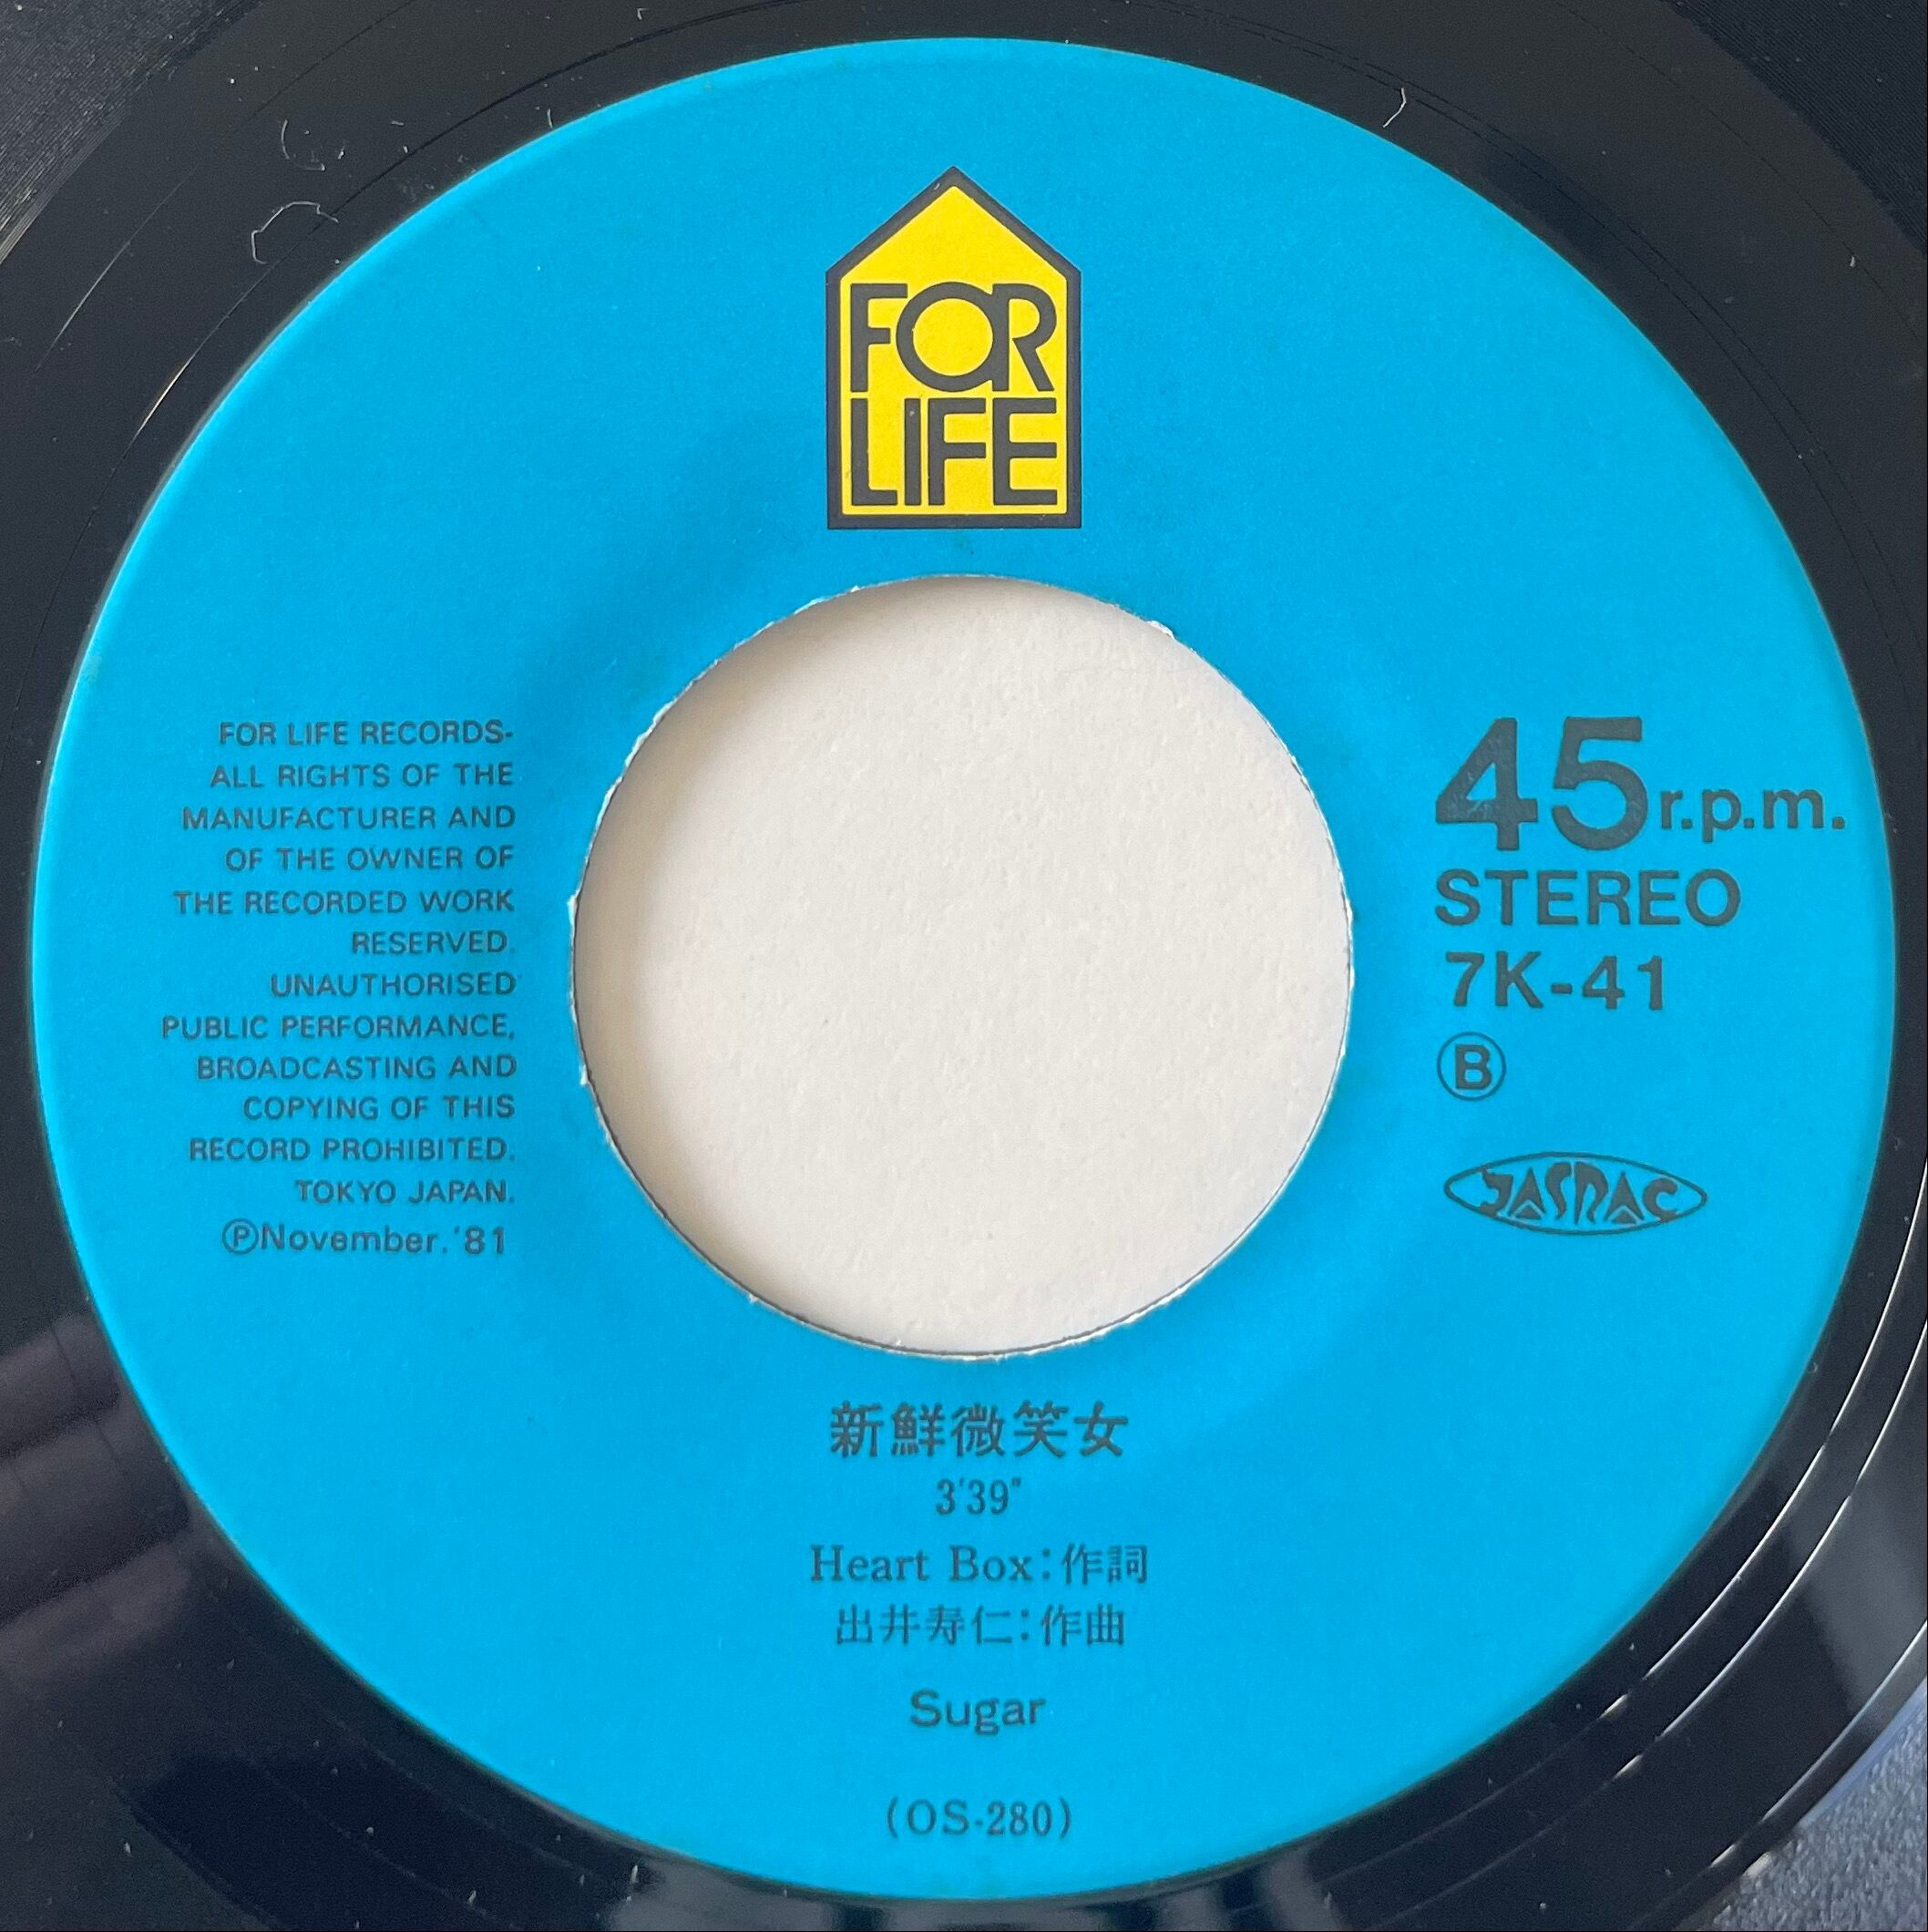 FOR
LIFE
FOR LIFE RECORDS-
ALL RIGHTS OF THE
MANUFACTURER AND
OF THE OWNER OF
THE RECORDED WORK
RESERVED.
UNAUTHORISED
PUBLIC PERFORMANCE,
BROADCASTING AND
COPYING OF THIS
RECORD PROHIBITED.
TOKYO JAPAN.
ⓅNovember.'81
45r.p.m.
STEREO
7K-41
Ⓑ
JASRAC
新鮮微笑女
3'39"
Heart Box:作詞
出井寿仁:作曲
Sugar
(OS-280)